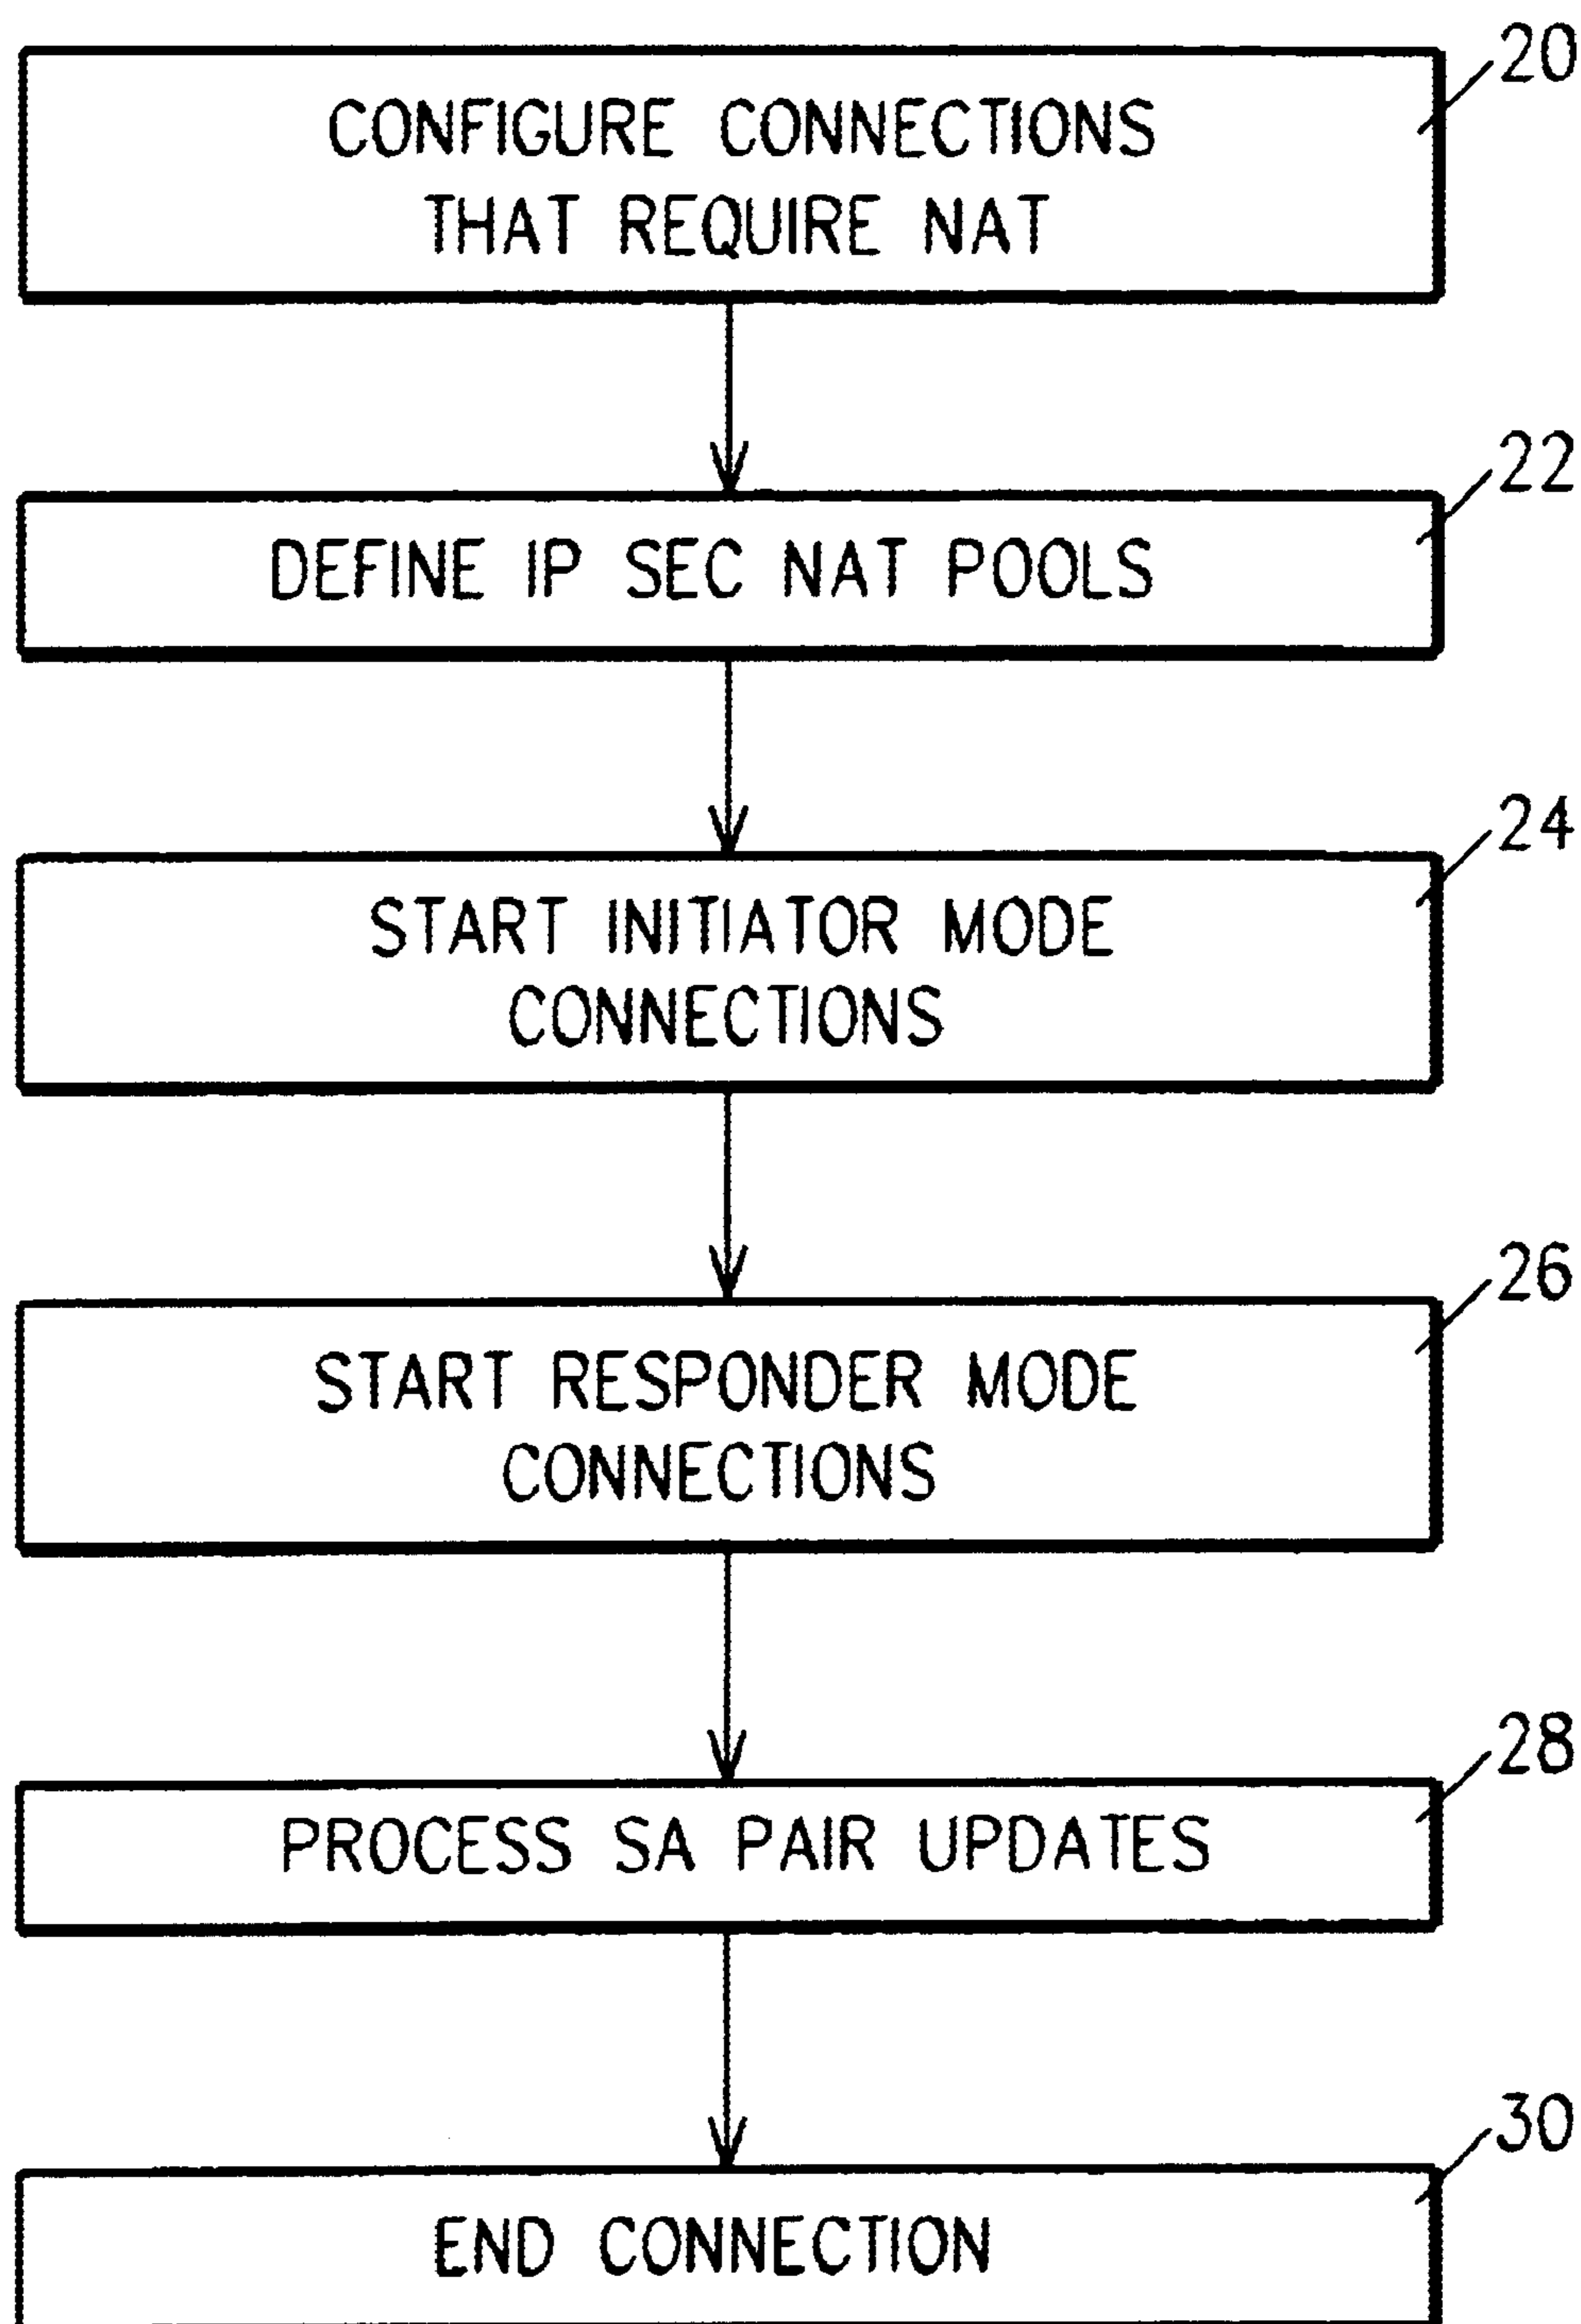 20
CONFIGURE CONNECTIONS
THAT REQUIRE NAT
22
DEFINE IP SEC NAT POOLS
24
START INITIATOR MODE
CONNECTIONS
26
START RESPONDER MODE
CONNECTIONS
28
PROCESS SA PAIR UPDATES
30
END CONNECTION